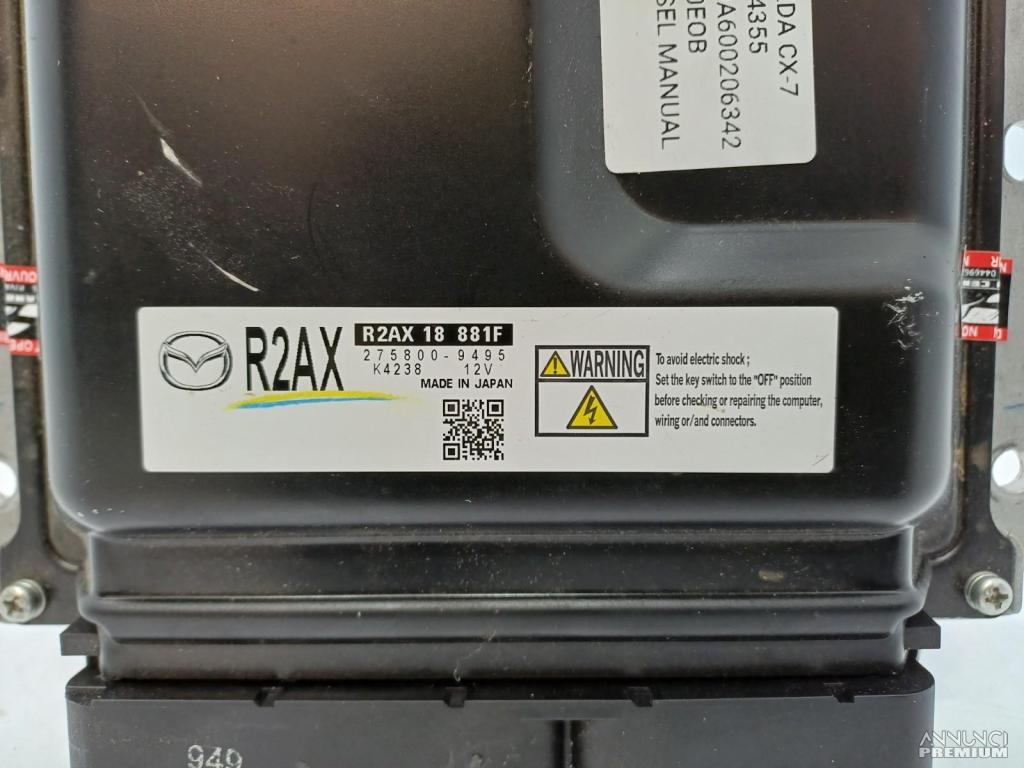 DA CX-7
4355
A600206342
0E0B
SEL MANUAL
R2AX
R2AX 18 881F
275800-9495
K4238 12V
MADE IN JAPAN
WARNING
To avoid electric shock ;
Set the key switch to the "OFF" position
before checking or repairing the computer,
wiring or/and connectors.
949
ANNUNCI
PREMIUM